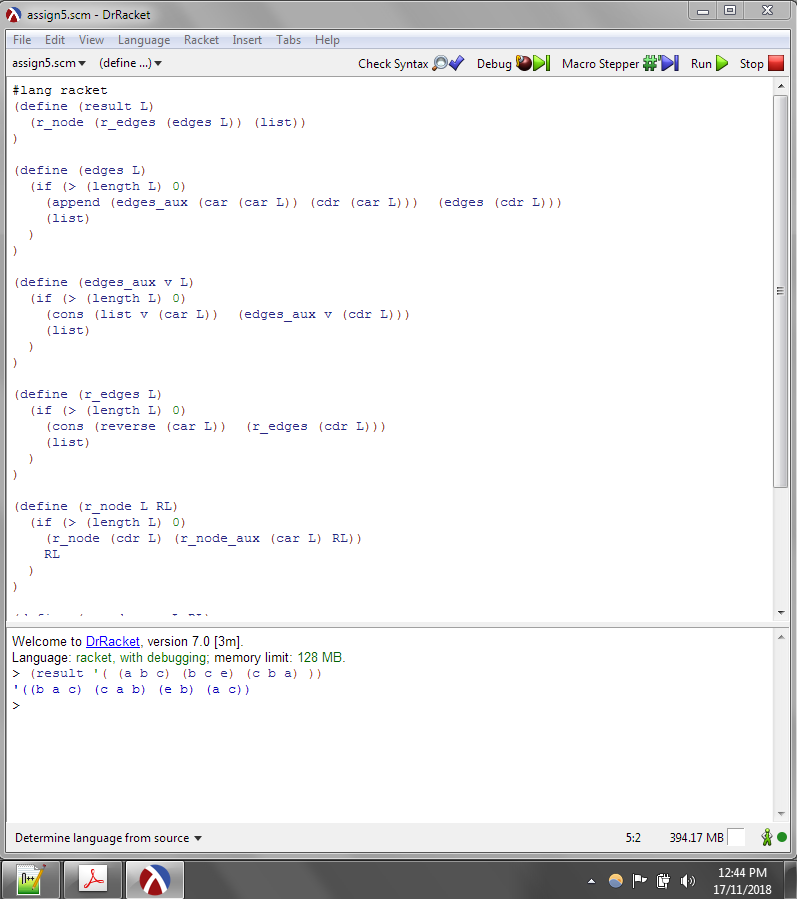 assign5.scm - DrRacket
File Edit View Language Racket Insert Tabs Help
assign5.scm (define ...) Check Syntax Debug Macro Stepper Run Stop
#lang racket
(define (result L)
  (r_node (r_edges (edges L)) (list))
)
(define (edges L)
  (if (> (length L) 0)
    (append (edges_aux (car (car L)) (cdr (car L)))  (edges (cdr L)))
    (list)
  )
)
(define (edges_aux v L)
  (if (> (length L) 0)
    (cons (list v (car L))  (edges_aux v (cdr L)))
    (list)
  )
)
(define (r_edges L)
  (if (> (length L) 0)
    (cons (reverse (car L))  (r_edges (cdr L)))
    (list)
  )
)
(define (r_node L RL)
  (if (> (length L) 0)
    (r_node (cdr L) (r_node_aux (car L) RL))
    RL
  )
)
Welcome to DrRacket, version 7.0 [3m].
Language: racket, with debugging; memory limit: 128 MB.
> (result '( (a b c) (b c e) (c b a) ))
'((b a c) (c a b) (e b) (a c))
>
Determine language from source 5:2 394.17 MB
12:44 PM
17/11/2018